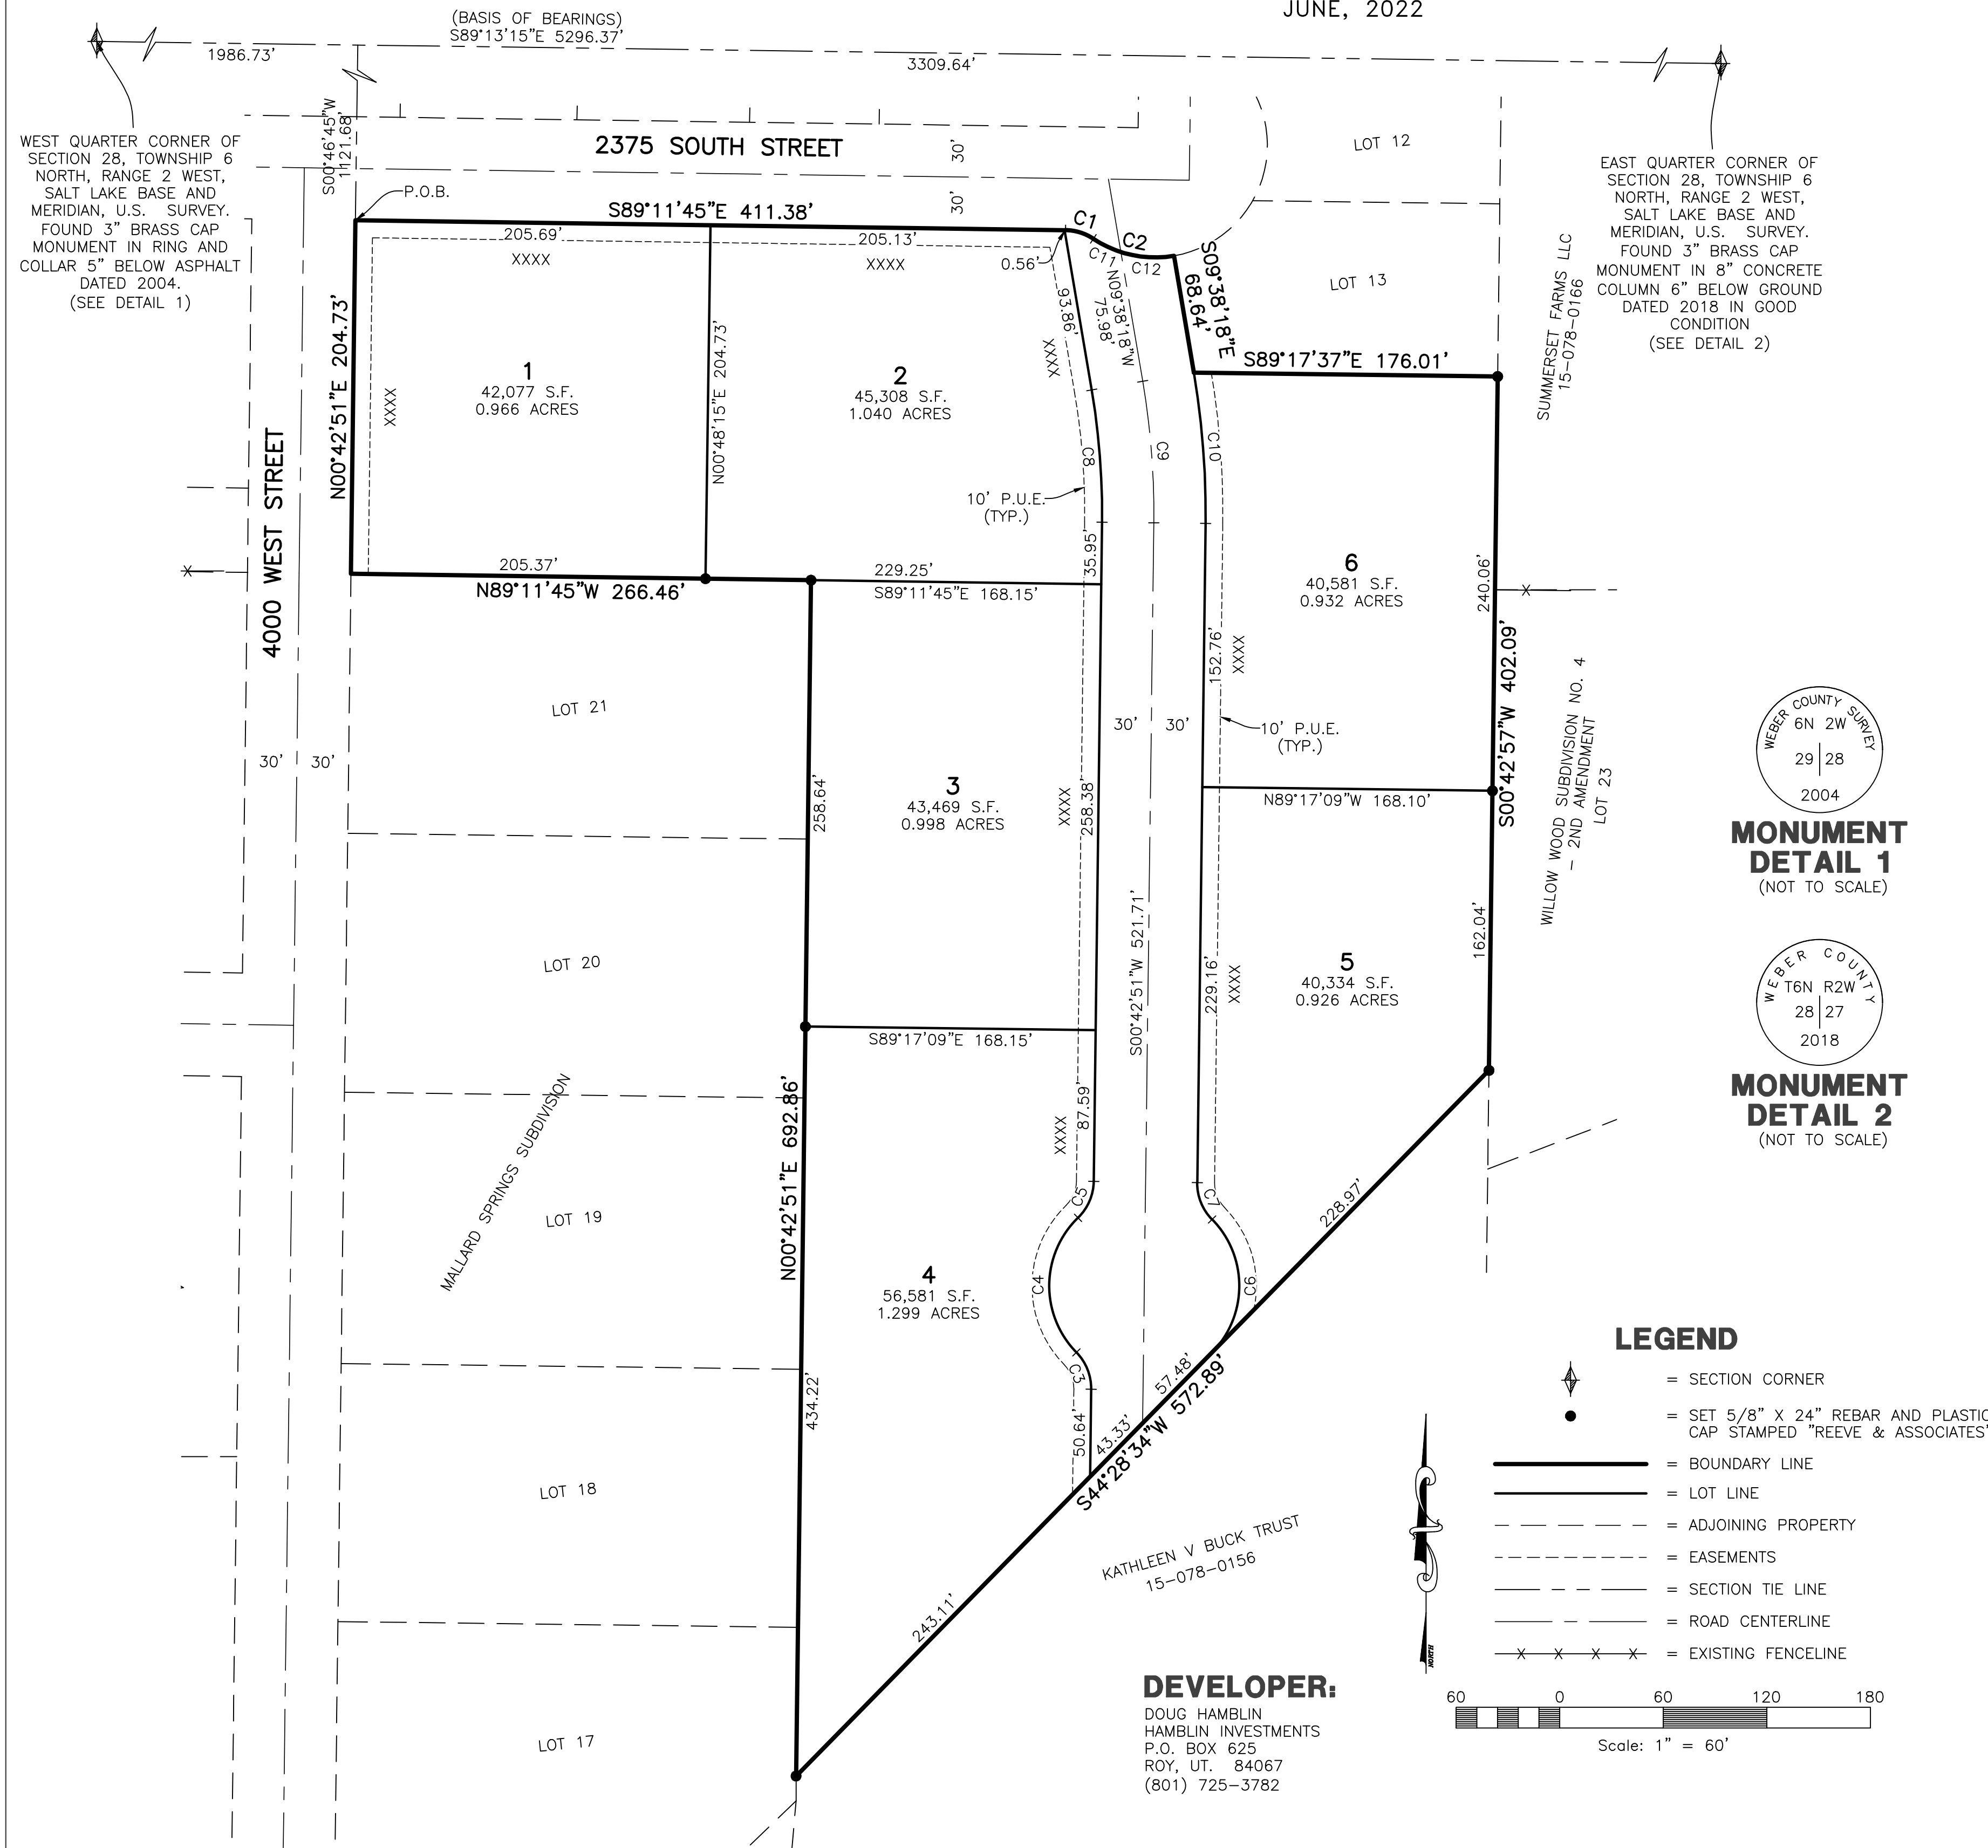 JUNE, 2022
(BASIS OF BEARINGS)
S89°13'15"E 5296.37'
1986.73'
3309.64'
WEST QUARTER CORNER OF
SECTION 28, TOWNSHIP 6
NORTH, RANGE 2 WEST,
SALT LAKE BASE AND
MERIDIAN, U.S. SURVEY.
FOUND 3" BRASS CAP
MONUMENT IN RING AND
COLLAR 5" BELOW ASPHALT
DATED 2004.
(SEE DETAIL 1)
S00°46'45"W
1121.68'
P.O.B.
2375 SOUTH STREET
30'
30'
LOT 12
LOT 13
EAST QUARTER CORNER OF
SECTION 28, TOWNSHIP 6
NORTH, RANGE 2 WEST,
SALT LAKE BASE AND
MERIDIAN, U.S. SURVEY.
FOUND 3" BRASS CAP
MONUMENT IN 8" CONCRETE
COLUMN 6" BELOW GROUND
DATED 2018 IN GOOD
CONDITION
(SEE DETAIL 2)
SUMMERSET FARMS LLC
15-078-0166
S89°11'45"E 411.38'
205.69'
XXXX
205.13'
XXXX
0.56'
C1
C2
C11
C12
S09°38'18"E
68.64'
N09°38'18"W
75.98'
93.86'
XXXX
S89°17'37"E 176.01'
N00°42'51"E 204.73'
XXXX
1
42,077 S.F.
0.966 ACRES
N00°48'15"E 204.73'
2
45,308 S.F.
1.040 ACRES
C8
C9
C10
10' P.U.E.
(TYP.)
35.95'
4000 WEST STREET
205.37'
N89°11'45"W 266.46'
229.25'
S89°11'45"E 168.15'
6
40,581 S.F.
0.932 ACRES
240.06'
S00°42'57"W 402.09'
152.76'
XXXX
30'
30'
10' P.U.E.
(TYP.)
N89°17'09"W 168.10'
WILLOW WOOD SUBDIVISION NO. 4
- 2ND AMENDMENT
LOT 23
30'
30'
LOT 21
258.64'
3
43,469 S.F.
0.998 ACRES
XXXX
258.38'
S00°42'51"W 521.71'
LOT 20
5
40,334 S.F.
0.926 ACRES
229.16'
XXXX
162.04'
S89°17'09"E 168.15'
87.59'
XXXX
MALLARD SPRINGS SUBDIVISION
LOT 19
N00°42'51"E 692.86'
4
56,581 S.F.
1.299 ACRES
C5
C7
C4
C6
C3
228.97'
434.22'
50.64'
43.33'
57.48'
S44°28'34"W 572.89'
243.11'
LOT 18
LOT 17
KATHLEEN V BUCK TRUST
15-078-0156
WEBER COUNTY SURVEY
6N 2W
29 28
2004
MONUMENT
DETAIL 1
(NOT TO SCALE)
WEBER COUNTY
T6N R2W
28 27
2018
MONUMENT
DETAIL 2
(NOT TO SCALE)
LEGEND
= SECTION CORNER
= SET 5/8" X 24" REBAR AND PLASTIC
CAP STAMPED "REEVE & ASSOCIATES"
= BOUNDARY LINE
= LOT LINE
= ADJOINING PROPERTY
= EASEMENTS
= SECTION TIE LINE
= ROAD CENTERLINE
X X X X = EXISTING FENCELINE
NORTH
60 0 60 120 180
Scale: 1" = 60'
DEVELOPER:
DOUG HAMBLIN
HAMBLIN INVESTMENTS
P.O. BOX 625
ROY, UT. 84067
(801) 725-3782